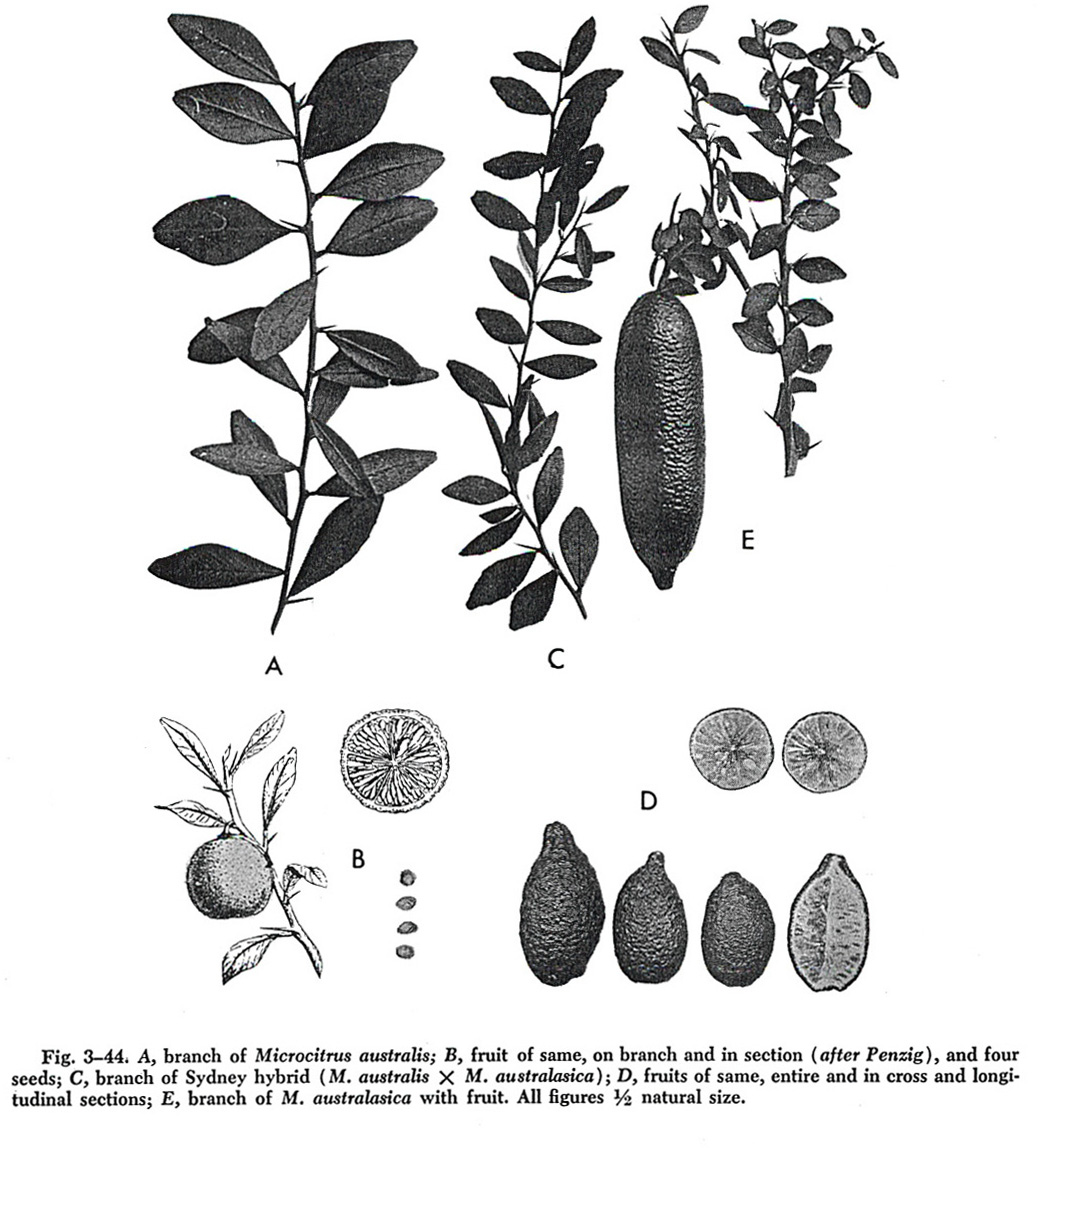 E
A
C
D
B
Fig. 3–44. A, branch of Microcitrus australis; B, fruit of same, on branch and in section (after Penzig), and four
seeds; C, branch of Sydney hybrid (M. australis × M. australasica); D, fruits of same, entire and in cross and longi-
tudinal sections; E, branch of M. australasica with fruit. All figures ½ natural size.